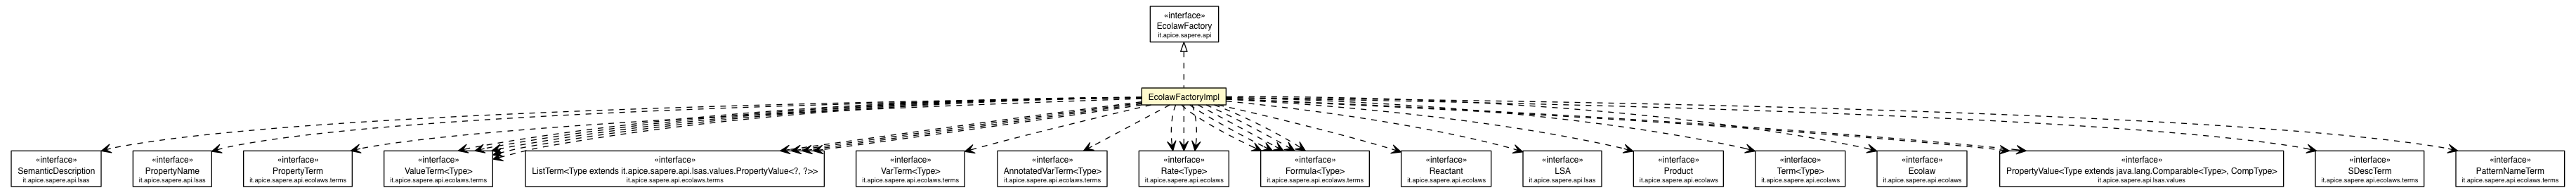 «interface»
EcolawFactory
it.apice.sapere.api
EcolawFactoryImpl
«interface»
SemanticDescription
it.apice.sapere.api.lsas
«interface»
PropertyName
it.apice.sapere.api.lsas
«interface»
PropertyTerm
it.apice.sapere.api.ecolaws.terms
«interface»
ValueTerm<Type>
it.apice.sapere.api.ecolaws.terms
«interface»
ListTerm<Type extends it.apice.sapere.api.lsas.values.PropertyValue<?, ?>>
it.apice.sapere.api.ecolaws.terms
«interface»
VarTerm<Type>
it.apice.sapere.api.ecolaws.terms
«interface»
AnnotatedVarTerm<Type>
it.apice.sapere.api.ecolaws.terms
«interface»
Rate<Type>
it.apice.sapere.api.ecolaws
«interface»
Formula<Type>
it.apice.sapere.api.ecolaws.terms
«interface»
Reactant
it.apice.sapere.api.ecolaws
«interface»
LSA
it.apice.sapere.api.lsas
«interface»
Product
it.apice.sapere.api.ecolaws
«interface»
Term<Type>
it.apice.sapere.api.ecolaws
«interface»
Ecolaw
it.apice.sapere.api.ecolaws
«interface»
PropertyValue<Type extends java.lang.Comparable<Type>, CompType>
it.apice.sapere.api.lsas.values
«interface»
SDescTerm
it.apice.sapere.api.ecolaws.terms
«interface»
PatternNameTerm
it.apice.sapere.api.ecolaws.terms